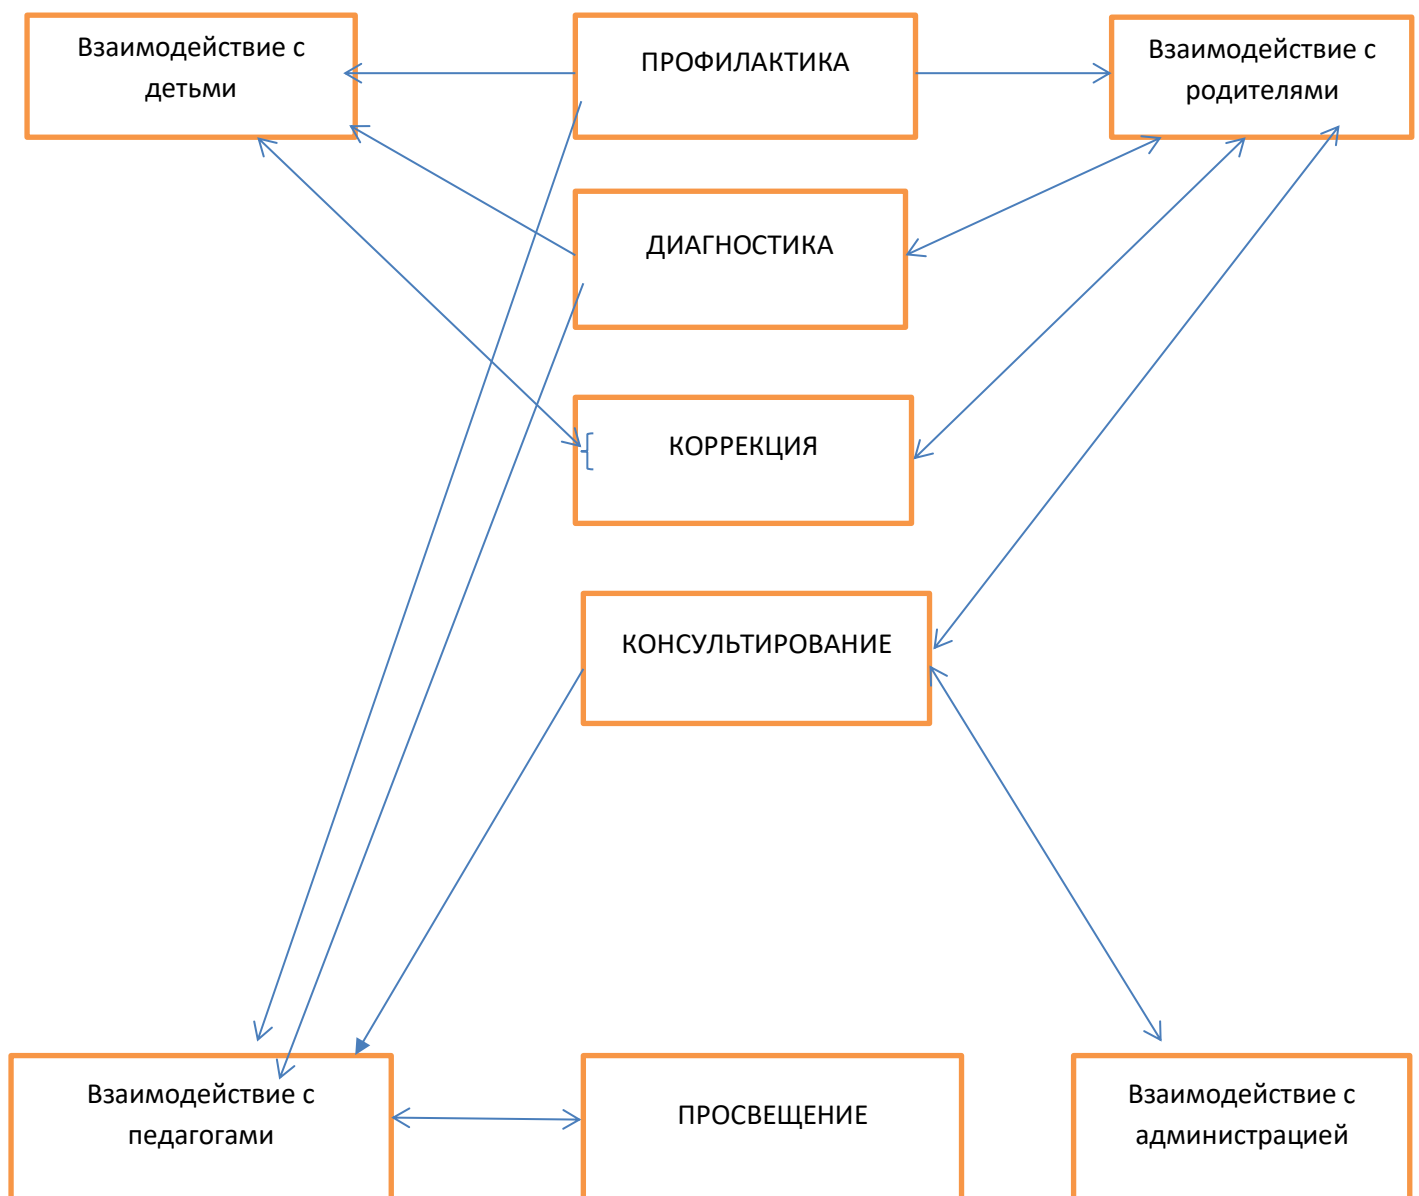 Взаимодействие с
детьми
ПРОФИЛАКТИКА
Взаимодействие с
родителями
ДИАГНОСТИКА
КОРРЕКЦИЯ
КОНСУЛЬТИРОВАНИЕ
Взаимодействие с
педагогами
ПРОСВЕЩЕНИЕ
Взаимодействие с
администрацией